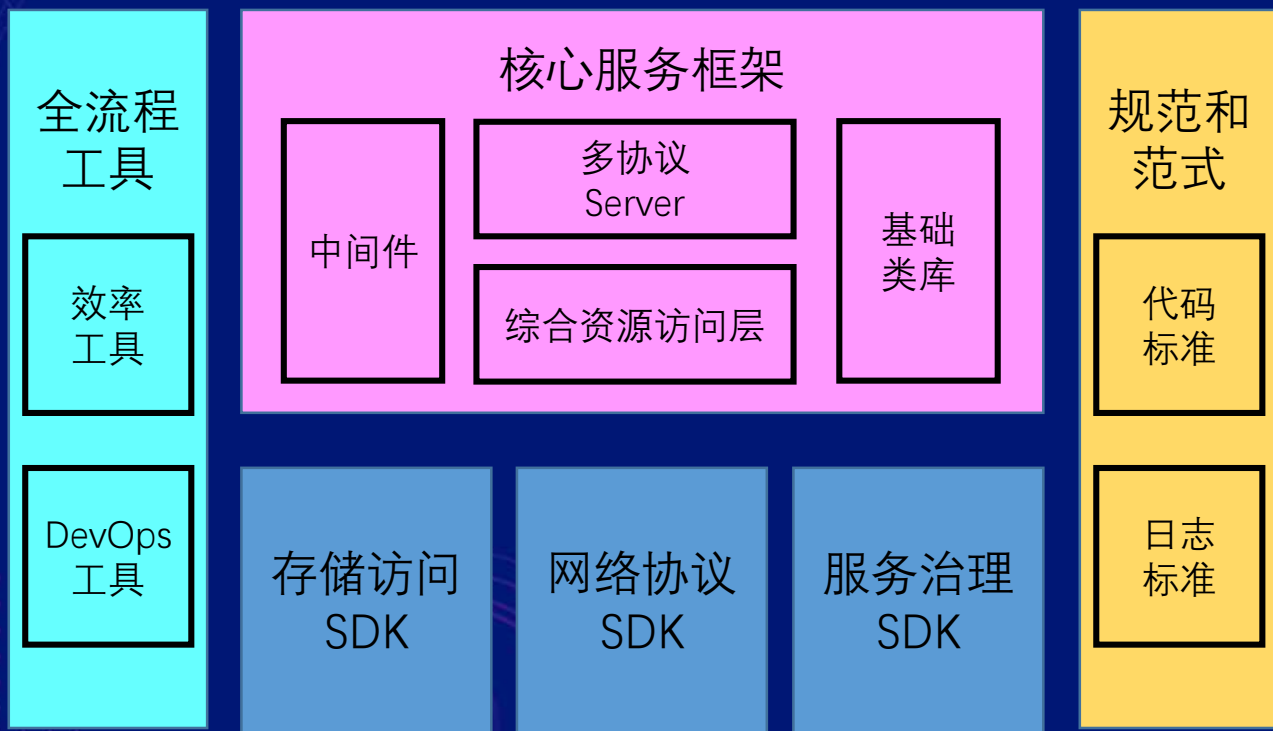 全流程
工具
效率
工具
DevOps
工具
核心服务框架
中间件
多协议
Server
综合资源访问层
基础
类库
存储访问
SDK
网络协议
SDK
服务治理
SDK
规范和
范式
代码
标准
日志
标准